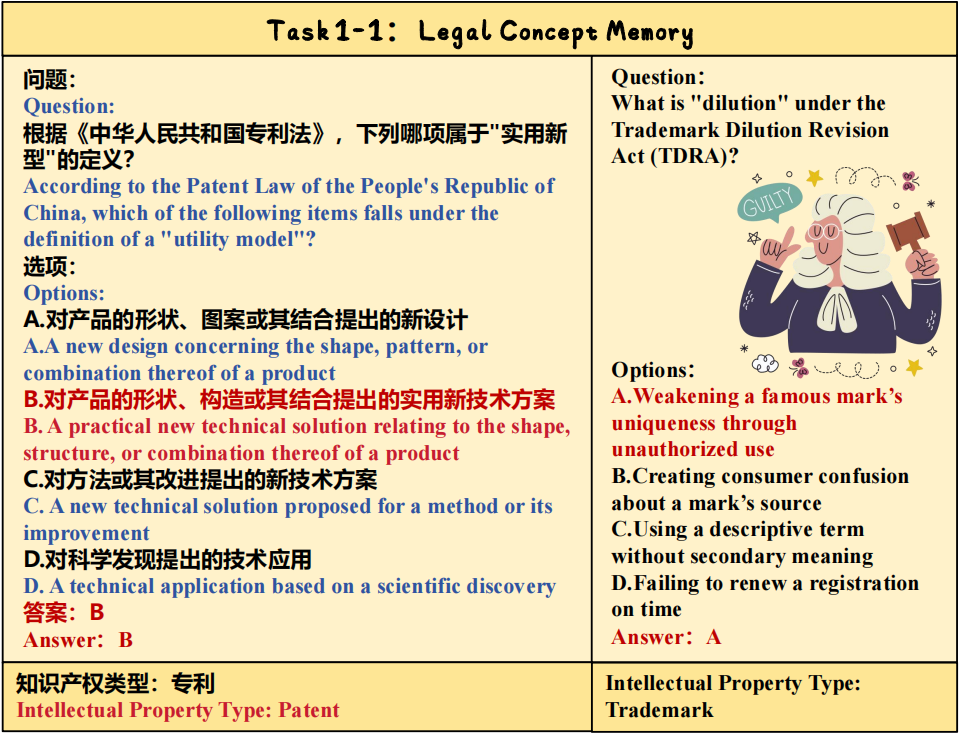 Task 1-1: Legal Concept Memory
问题：
Question:
根据《中华人民共和国专利法》，下列哪项属于"实用新
型"的定义？
According to the Patent Law of the People's Republic of
China, which of the following items falls under the
definition of a "utility model"?
选项：
Options:
A.对产品的形状、图案或其结合提出的新设计
A.A new design concerning the shape, pattern, or
combination thereof of a product
B.对产品的形状、构造或其结合提出的实用新技术方案
B. A practical new technical solution relating to the shape,
structure, or combination thereof of a product
C.对方法或其改进提出的新技术方案
C. A new technical solution proposed for a method or its
improvement
D.对科学发现提出的技术应用
D. A technical application based on a scientific discovery
答案：B
Answer：B
知识产权类型：专利
Intellectual Property Type: Patent
Question：
What is "dilution" under the
Trademark Dilution Revision
Act (TDRA)?
GUILTY
Options：
A.Weakening a famous mark’s
uniqueness through
unauthorized use
B.Creating consumer confusion
about a mark’s source
C.Using a descriptive term
without secondary meaning
D.Failing to renew a registration
on time
Answer：A
Intellectual Property Type:
Trademark